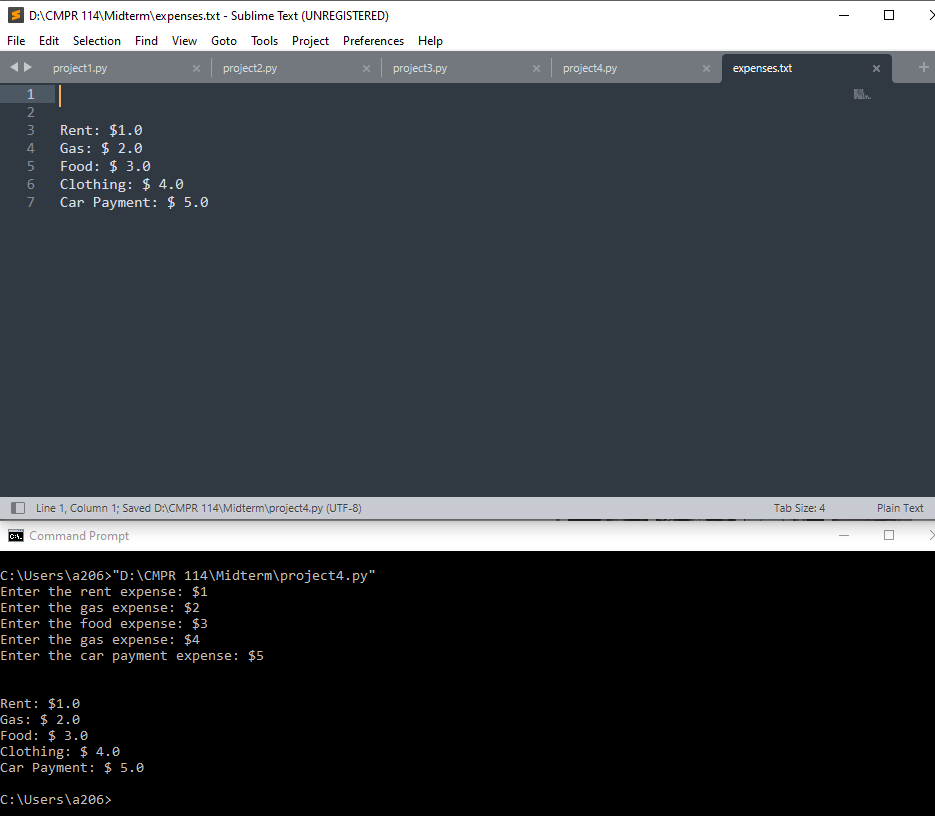 D:\CMPR 114\Midterm\expenses.txt - Sublime Text (UNREGISTERED)
File Edit Selection Find View Goto Tools Project Preferences Help
project1.py project2.py project3.py project4.py expenses.txt
1
2
3 Rent: $1.0
4 Gas: $ 2.0
5 Food: $ 3.0
6 Clothing: $ 4.0
7 Car Payment: $ 5.0
Line 1, Column 1; Saved D:\CMPR 114\Midterm\project4.py (UTF-8) Tab Size: 4 Plain Text
Command Prompt
C:\Users\a206>"D:\CMPR 114\Midterm\project4.py"
Enter the rent expense: $1
Enter the gas expense: $2
Enter the food expense: $3
Enter the gas expense: $4
Enter the car payment expense: $5
Rent: $1.0
Gas: $ 2.0
Food: $ 3.0
Clothing: $ 4.0
Car Payment: $ 5.0
C:\Users\a206>